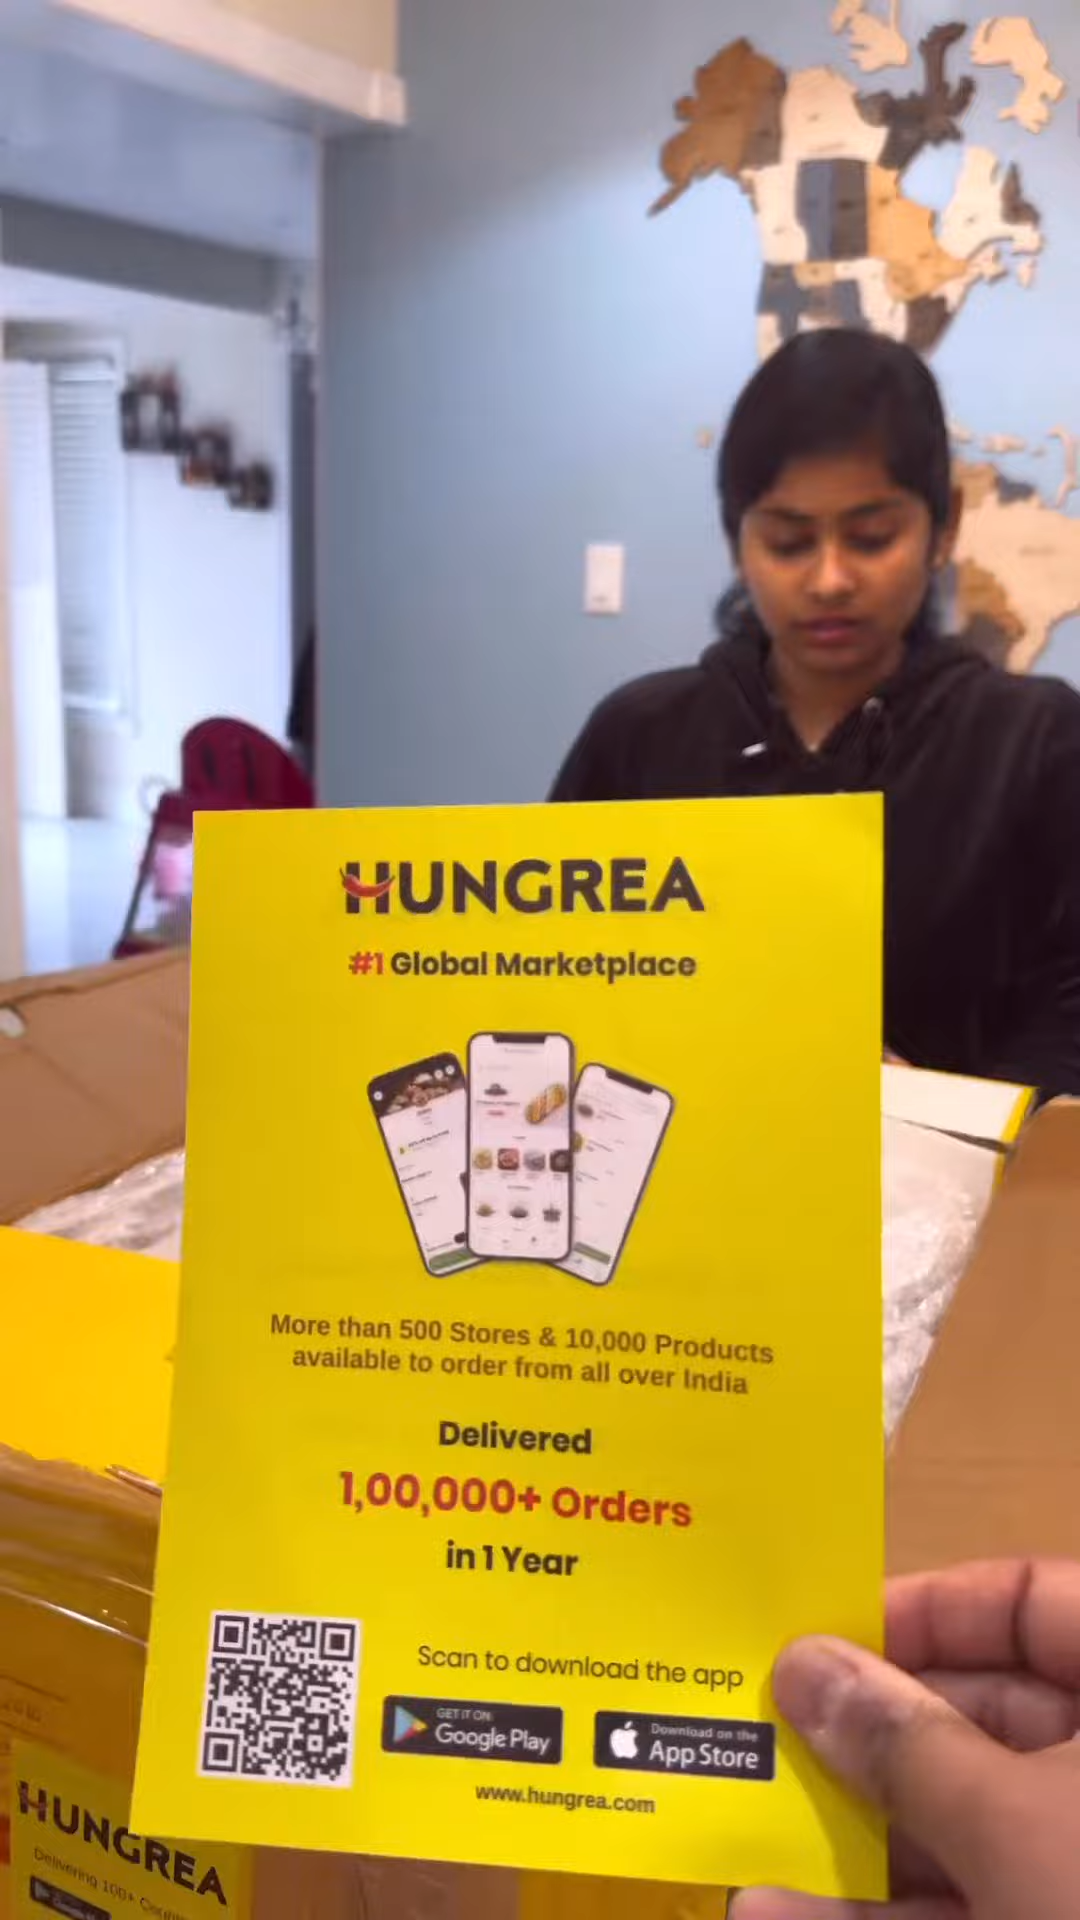 HUNGREA
#1 Global Marketplace
More than 500 Stores & 10,000 Products
available to order from all over India
Delivered
1,00,000+ Orders
in 1 Year
Scan to download the app
GET IT ON
Google Play
Download on the
App Store
www.hungrea.com
HUNGREA
Delivering 100+